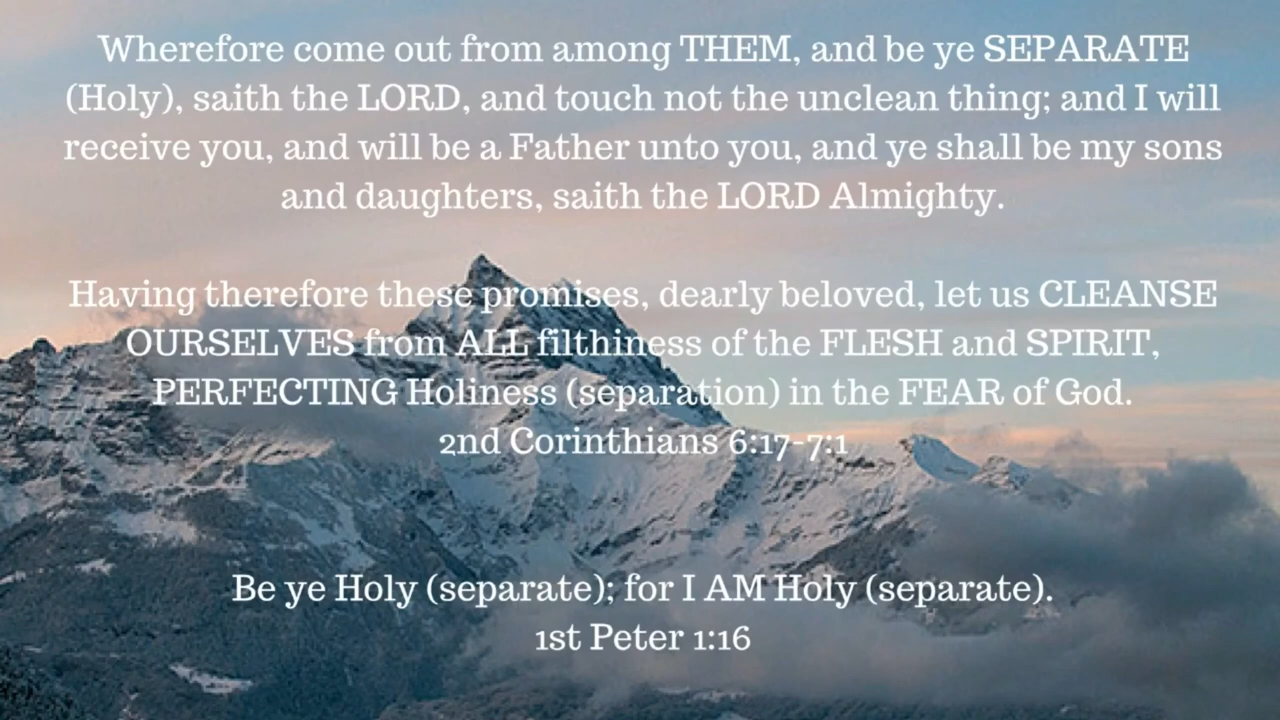 Wherefore come out from among THEM, and be ye SEPARATE
(Holy), saith the LORD, and touch not the unclean thing; and I will
receive you, and will be a Father unto you, and ye shall be my sons
and daughters, saith the LORD Almighty.
Having therefore these promises, dearly beloved, let us CLEANSE
OURSELVES from ALL filthiness of the FLESH and SPIRIT,
PERFECTING Holiness (separation) in the FEAR of God.
2nd Corinthians 6:17-7:1
Be ye Holy (separate); for I AM Holy (separate).
1st Peter 1:16